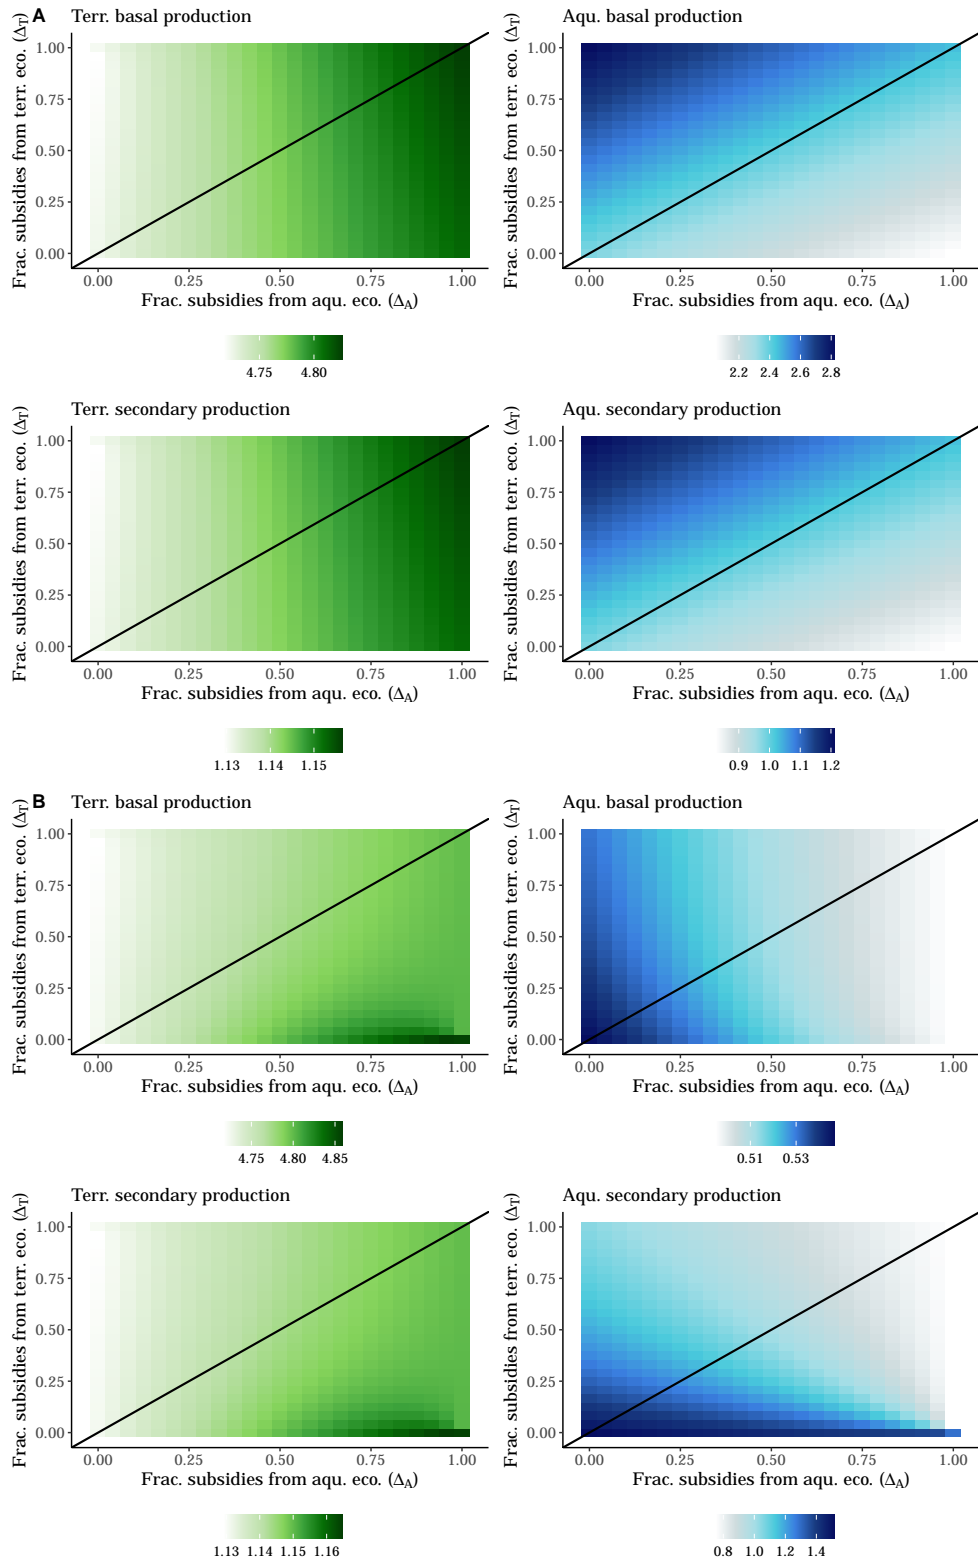 A
Terr. basal production
Aqu. basal production
Frac. subsidies from terr. eco. (Δ_T)
1.00
0.75
0.50
0.25
0.00
0.00 0.25 0.50 0.75 1.00
Frac. subsidies from aqu. eco. (Δ_A)
4.75 4.80
Frac. subsidies from terr. eco. (Δ_T)
1.00
0.75
0.50
0.25
0.00
0.00 0.25 0.50 0.75 1.00
Frac. subsidies from aqu. eco. (Δ_A)
2.2 2.4 2.6 2.8
Terr. secondary production
Aqu. secondary production
Frac. subsidies from terr. eco. (Δ_T)
1.00
0.75
0.50
0.25
0.00
0.00 0.25 0.50 0.75 1.00
Frac. subsidies from aqu. eco. (Δ_A)
1.13 1.14 1.15
Frac. subsidies from terr. eco. (Δ_T)
1.00
0.75
0.50
0.25
0.00
0.00 0.25 0.50 0.75 1.00
Frac. subsidies from aqu. eco. (Δ_A)
0.9 1.0 1.1 1.2
B
Terr. basal production
Aqu. basal production
Frac. subsidies from terr. eco. (Δ_T)
1.00
0.75
0.50
0.25
0.00
0.00 0.25 0.50 0.75 1.00
Frac. subsidies from aqu. eco. (Δ_A)
4.75 4.80 4.85
Frac. subsidies from terr. eco. (Δ_T)
1.00
0.75
0.50
0.25
0.00
0.00 0.25 0.50 0.75 1.00
Frac. subsidies from aqu. eco. (Δ_A)
0.51 0.53
Terr. secondary production
Aqu. secondary production
Frac. subsidies from terr. eco. (Δ_T)
1.00
0.75
0.50
0.25
0.00
0.00 0.25 0.50 0.75 1.00
Frac. subsidies from aqu. eco. (Δ_A)
1.13 1.14 1.15 1.16
Frac. subsidies from terr. eco. (Δ_T)
1.00
0.75
0.50
0.25
0.00
0.00 0.25 0.50 0.75 1.00
Frac. subsidies from aqu. eco. (Δ_A)
0.8 1.0 1.2 1.4